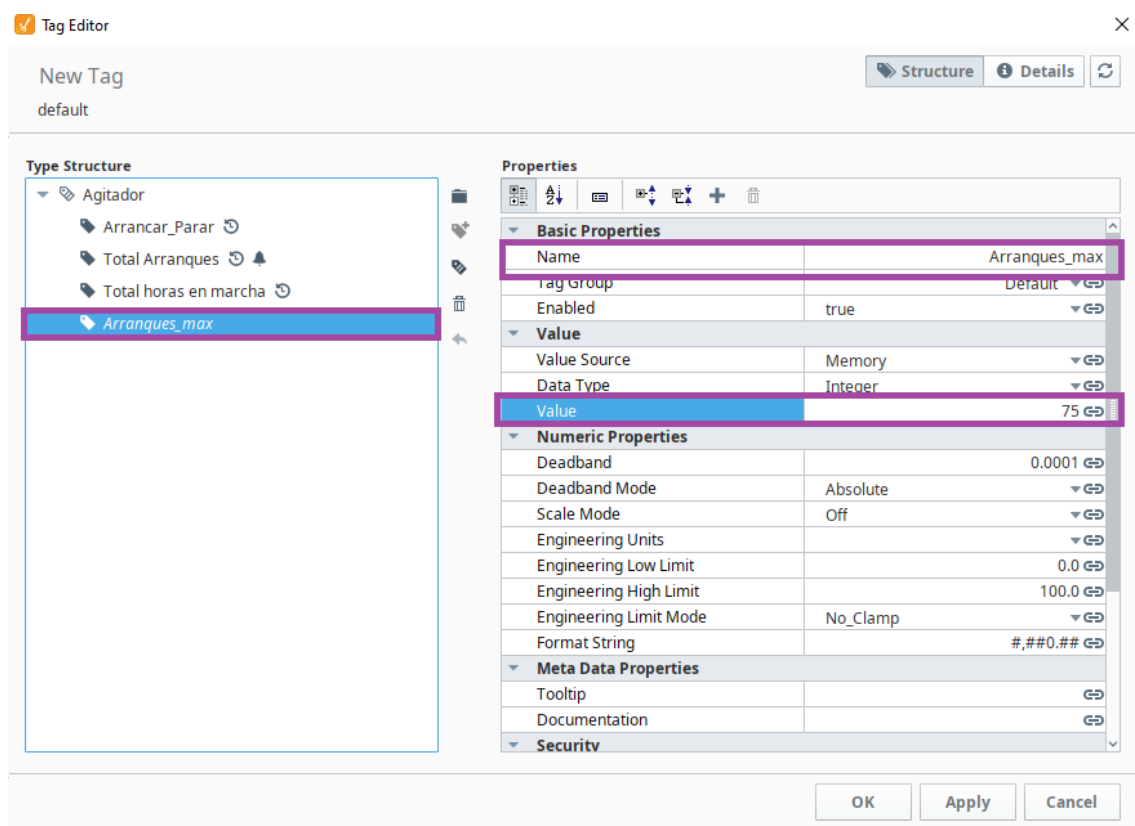 Tag Editor
New Tag
Structure
Details
default
Type Structure
Agitador
Arrancar_Parar
Total Arranques
Total horas en marcha
Arranques_max
Properties
Basic Properties
Name Arranques_max
Tag Group Default
Enabled true
Value
Value Source Memory
Data Type Integer
Value 75
Numeric Properties
Deadband 0.0001
Deadband Mode Absolute
Scale Mode Off
Engineering Units
Engineering Low Limit 0.0
Engineering High Limit 100.0
Engineering Limit Mode No_Clamp
Format String #,##0.##
Meta Data Properties
Tooltip
Documentation
Security
OK Apply Cancel